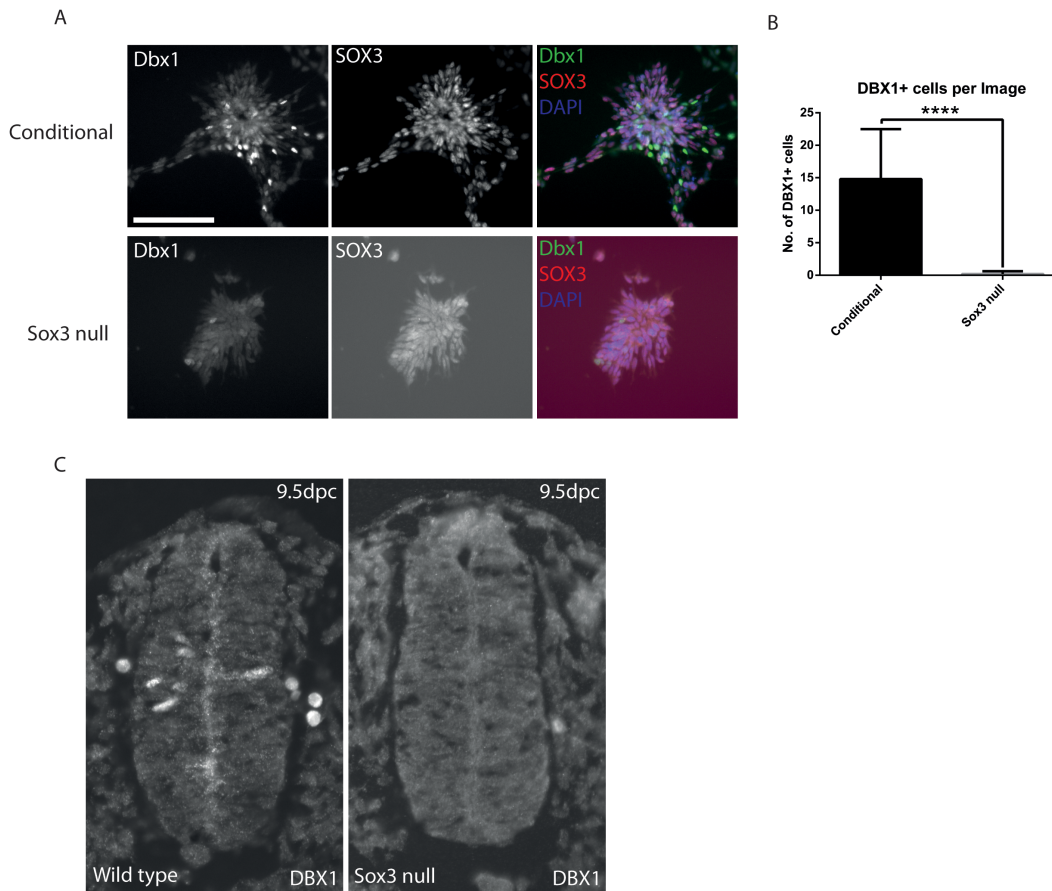 A
Dbx1
SOX3
Dbx1
SOX3
DAPI
Conditional
Dbx1
SOX3
Dbx1
SOX3
DAPI
Sox3 null
B
DBX1+ cells per Image
****
No. of DBX1+ cells
25
20
15
10
5
0
Conditional
Sox3 null
C
9.5dpc
9.5dpc
Wild type
DBX1
Sox3 null
DBX1